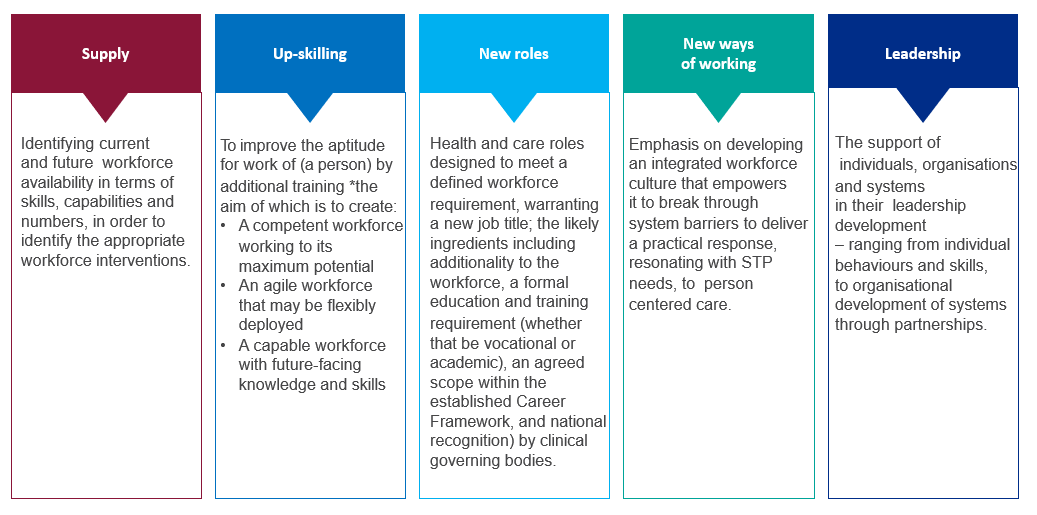 Supply
Identifying current
and future workforce
availability in terms of
skills, capabilities and
numbers, in order to
identify the appropriate
workforce interventions.
Up-skilling
To improve the aptitude
for work of (a person) by
additional training *the
aim of which is to create:
• A competent workforce
working to its
maximum potential
• An agile workforce
that may be flexibly
deployed
• A capable workforce
with future-facing
knowledge and skills
New roles
Health and care roles
designed to meet a
defined workforce
requirement, warranting
a new job title; the likely
ingredients including
additionality to the
workforce, a formal
education and training
requirement (whether
that be vocational or
academic), an agreed
scope within the
established Career
Framework, and national
recognition) by clinical
governing bodies.
New ways
of working
Emphasis on developing
an integrated workforce
culture that empowers
it to break through
system barriers to deliver
a practical response,
resonating with STP
needs, to person
centered care.
Leadership
The support of
individuals, organisations
and systems
in their leadership
development
– ranging from individual
behaviours and skills,
to organisational
development of systems
through partnerships.